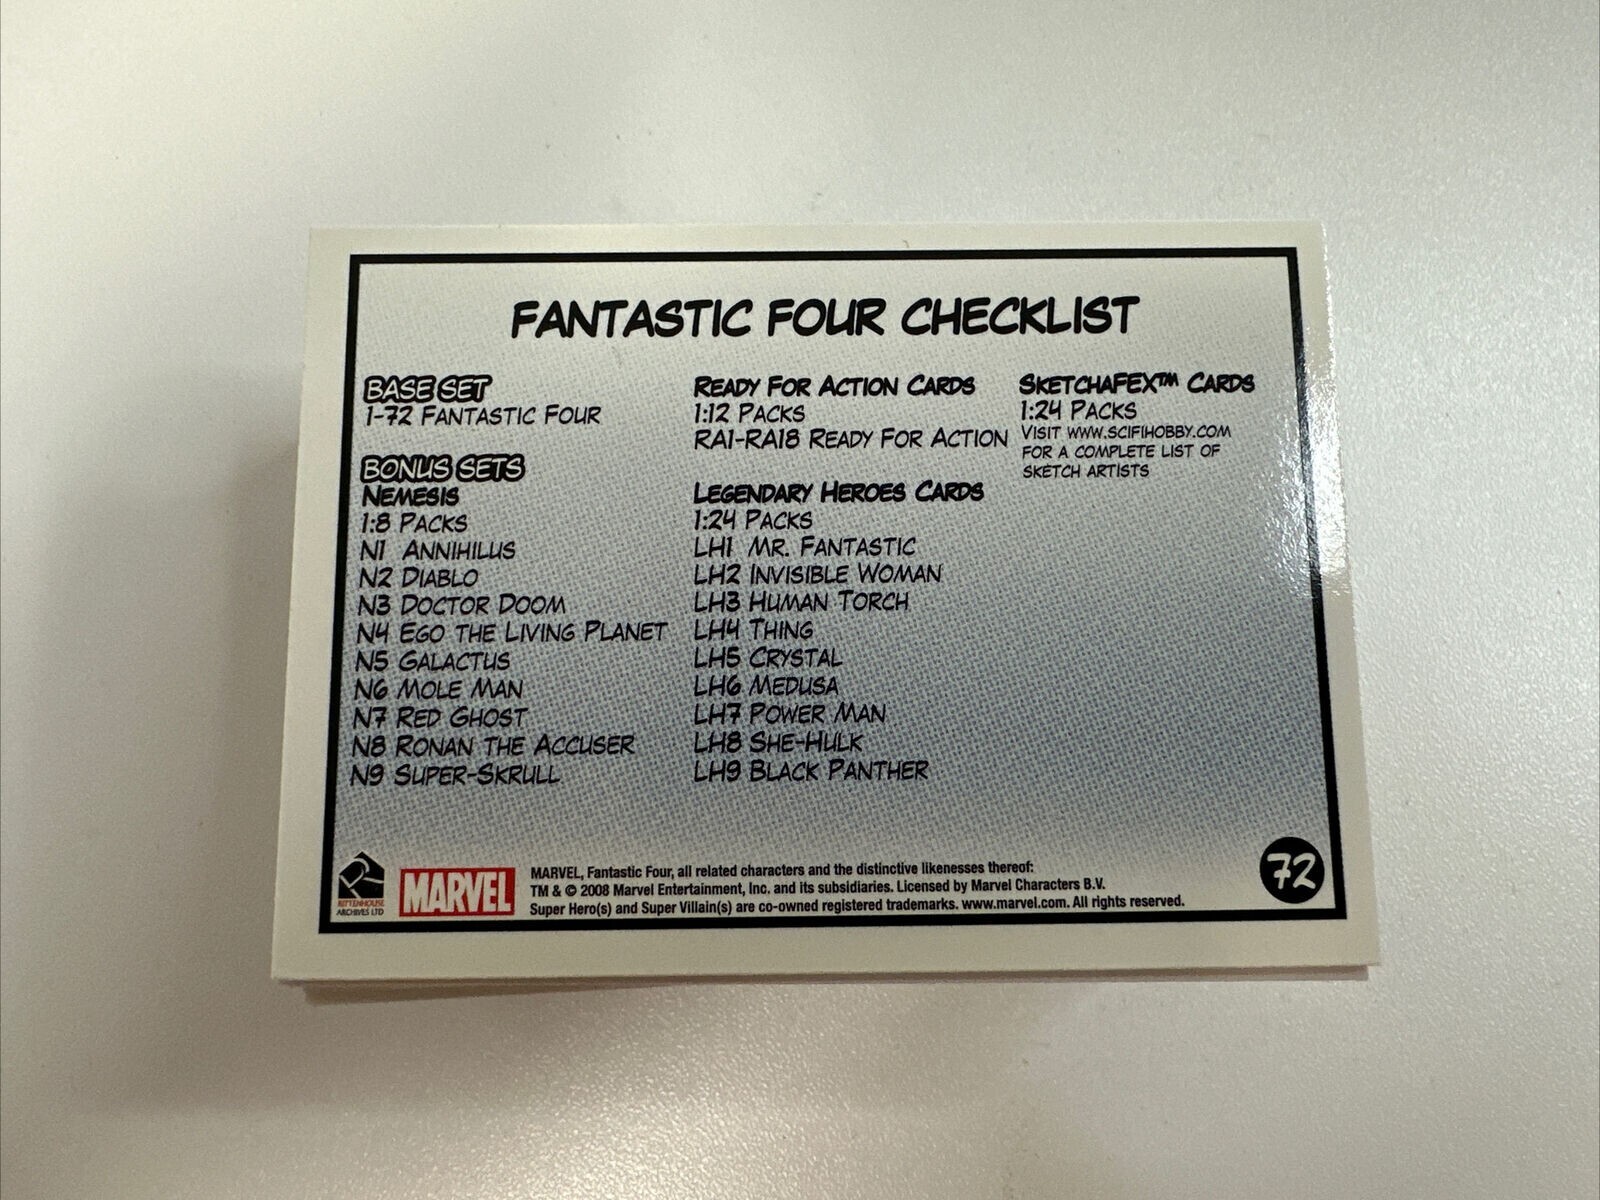 FANTASTIC FOUR CHECKLIST
BASE SET
1-72 FANTASTIC FOUR
BONUS SETS
NEMESIS
1:8 PACKS
N1 ANNIHILUS
N2 DIABLO
N3 DOCTOR DOOM
N4 EGO THE LIVING PLANET
N5 GALACTUS
N6 MOLE MAN
N7 RED GHOST
N8 RONAN THE ACCUSER
N9 SUPER-SKRULL
READY FOR ACTION CARDS
1:12 PACKS
RA1-RA18 READY FOR ACTION
LEGENDARY HEROES CARDS
1:24 PACKS
LH1 MR. FANTASTIC
LH2 INVISIBLE WOMAN
LH3 HUMAN TORCH
LH4 THING
LH5 CRYSTAL
LH6 MEDUSA
LH7 POWER MAN
LH8 SHE-HULK
LH9 BLACK PANTHER
SKETCHAFEX™ CARDS
1:24 PACKS
VISIT WWW.SCIFIHOBBY.COM
FOR A COMPLETE LIST OF
SKETCH ARTISTS
RITTENHOUSE
ARCHIVES LTD
MARVEL
MARVEL, Fantastic Four, all related characters and the distinctive likenesses thereof:
TM & © 2008 Marvel Entertainment, Inc. and its subsidiaries. Licensed by Marvel Characters B.V.
Super Hero(s) and Super Villain(s) are co-owned registered trademarks. www.marvel.com. All rights reserved.
72